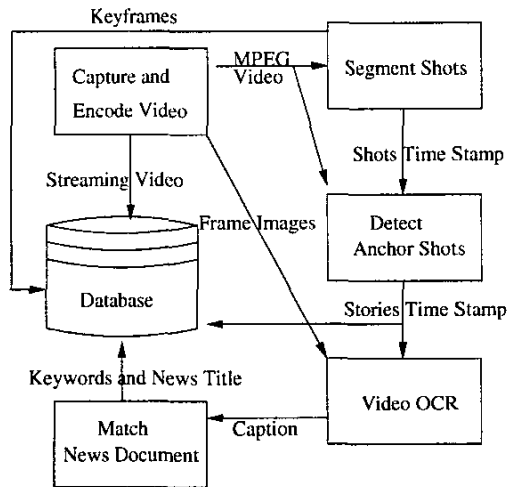 Keyframes
Capture and
Encode Video
MPEG
Video
Segment Shots
Shots Time Stamp
Streaming Video
Frame Images
Detect
Anchor Shots
Database
Stories Time Stamp
Keywords and News Title
Video OCR
Match
News Document
Caption